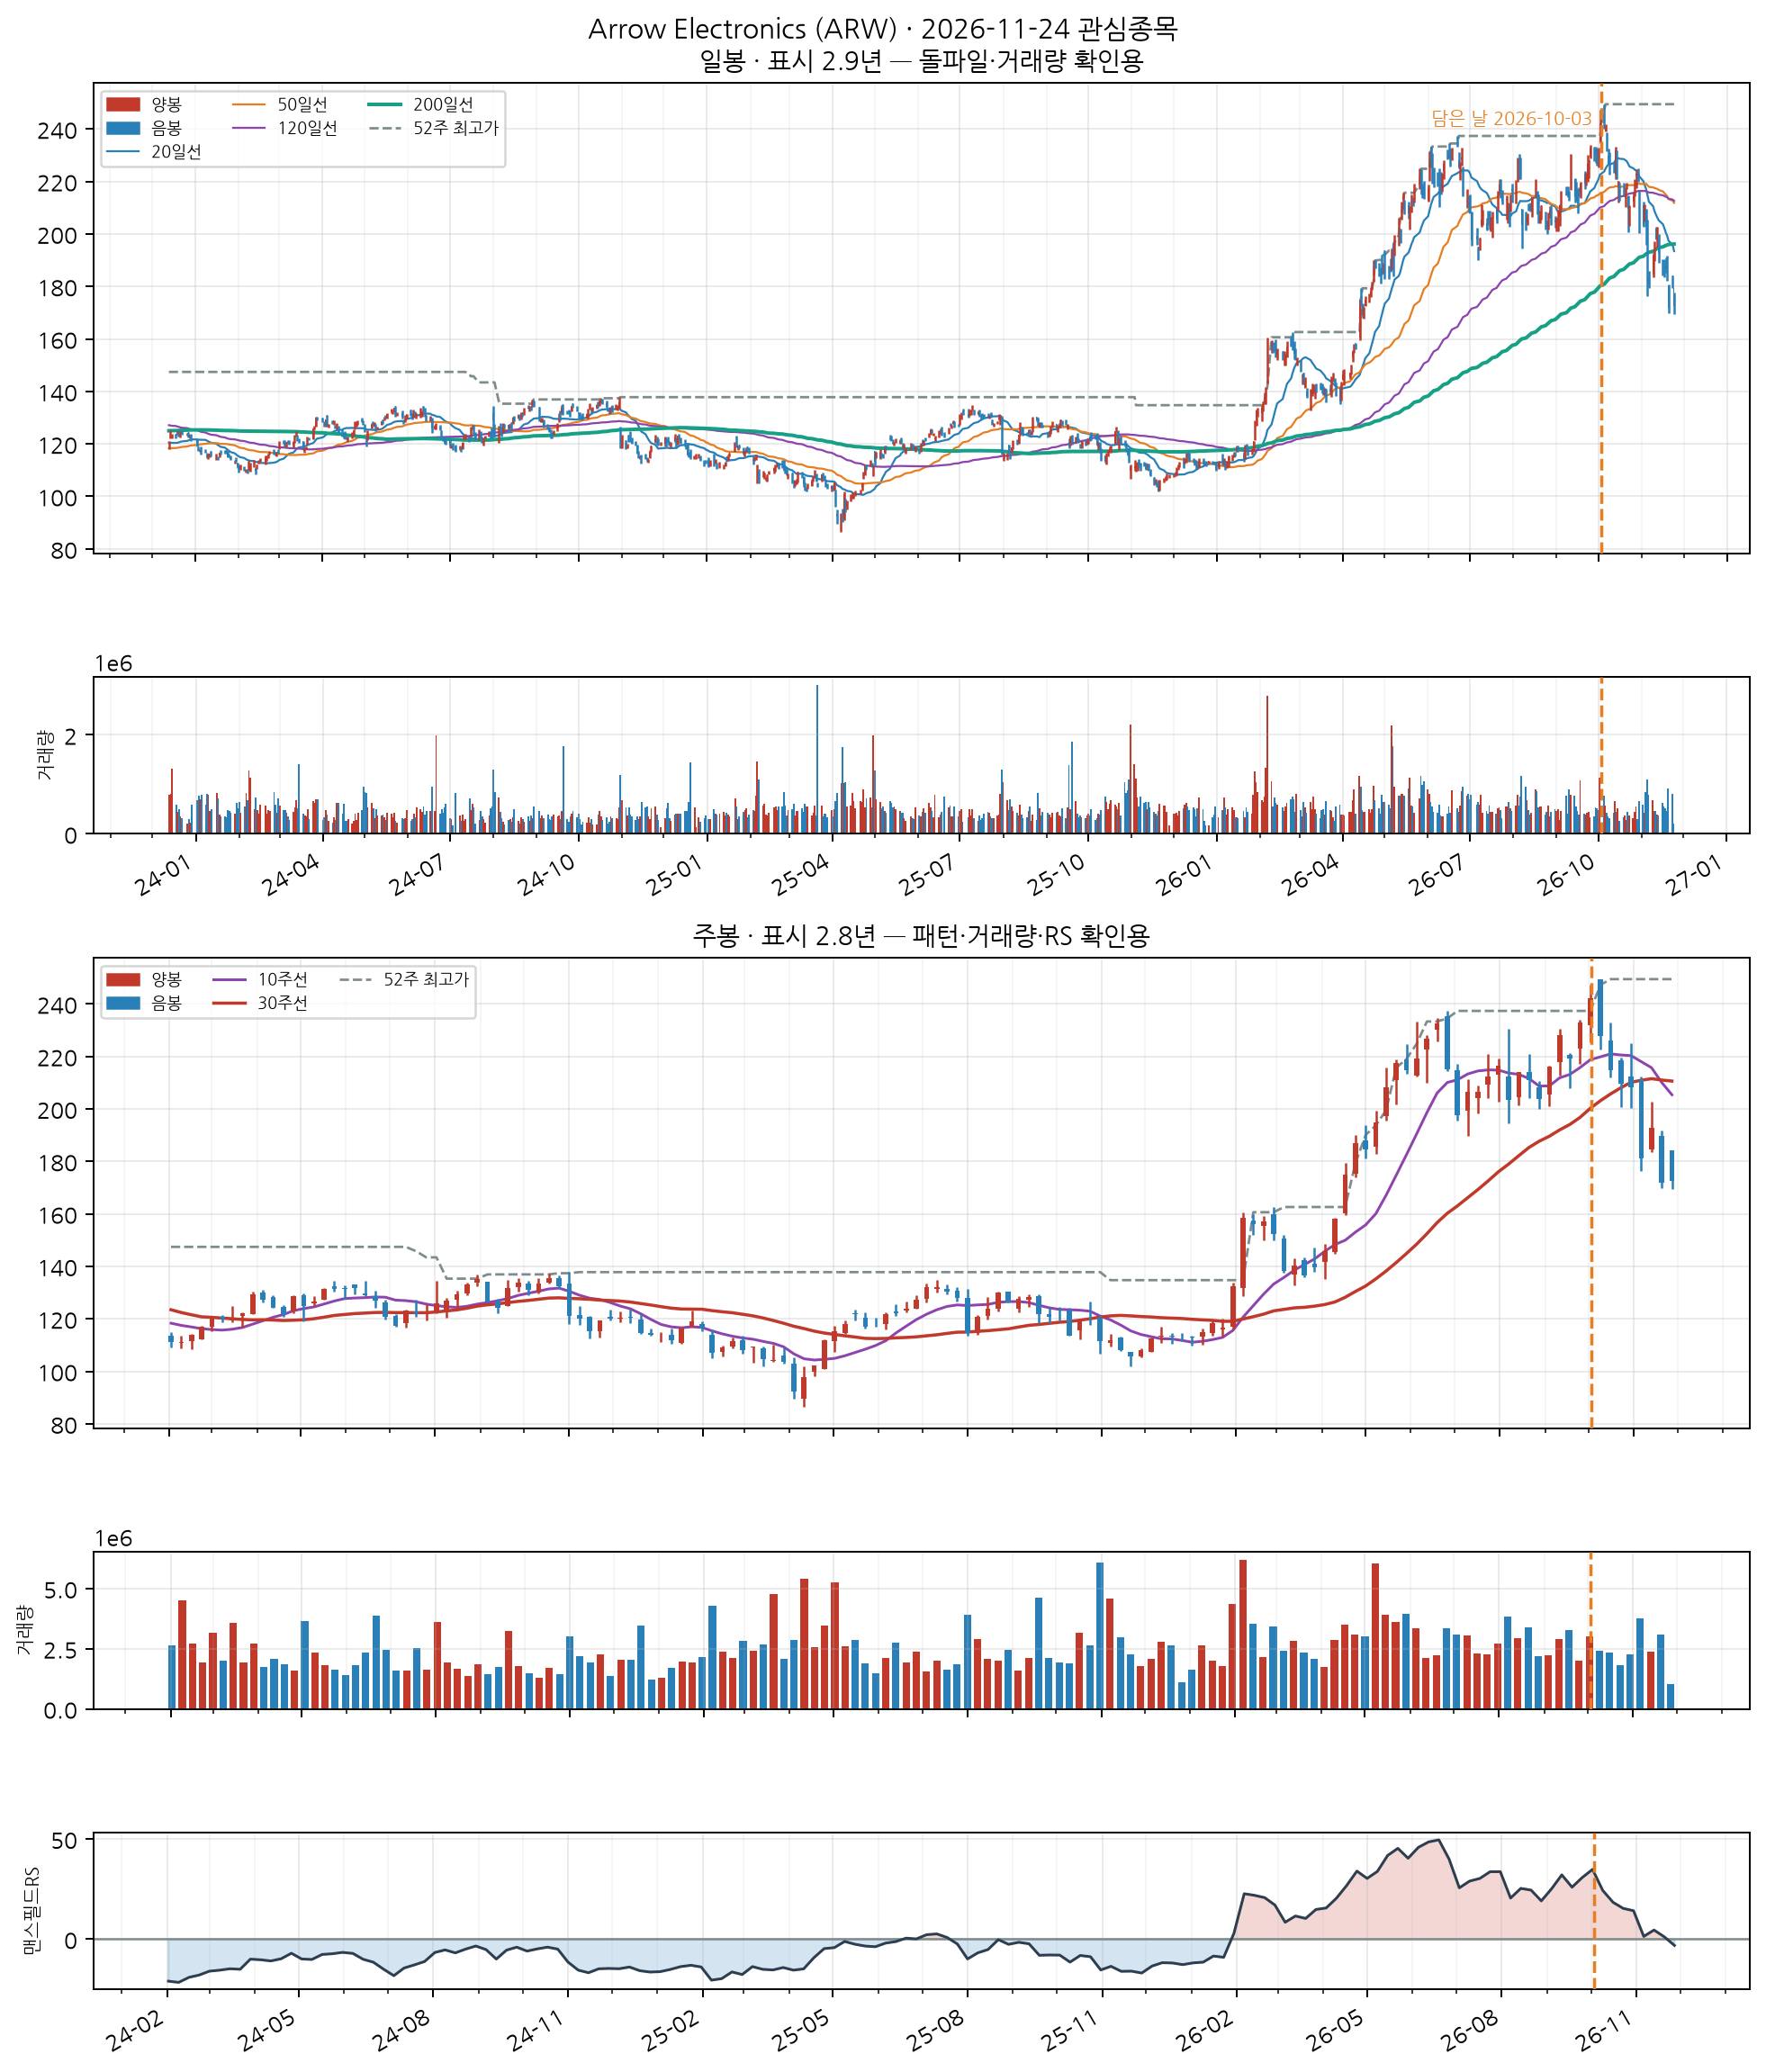 Arrow Electronics (ARW) · 2026-11-24 관심종목
일봉 · 표시 2.9년 — 돌파일·거래량 확인용
양봉 50일선 200일선
음봉 120일선 52주 최고가
20일선
담은 날 2026-10-03
240
220
200
180
160
140
120
100
80
1e6
거래량
2
0
24-01 24-04 24-07 24-10 25-01 25-04 25-07 25-10 26-01 26-04 26-07 26-10 27-01
주봉 · 표시 2.8년 — 패턴·거래량·RS 확인용
양봉 10주선 52주 최고가
음봉 30주선
240
220
200
180
160
140
120
100
80
1e6
거래량
5.0
2.5
0.0
맨스필드RS
50
0
24-02 24-05 24-08 24-11 25-02 25-05 25-08 25-11 26-02 26-05 26-08 26-11